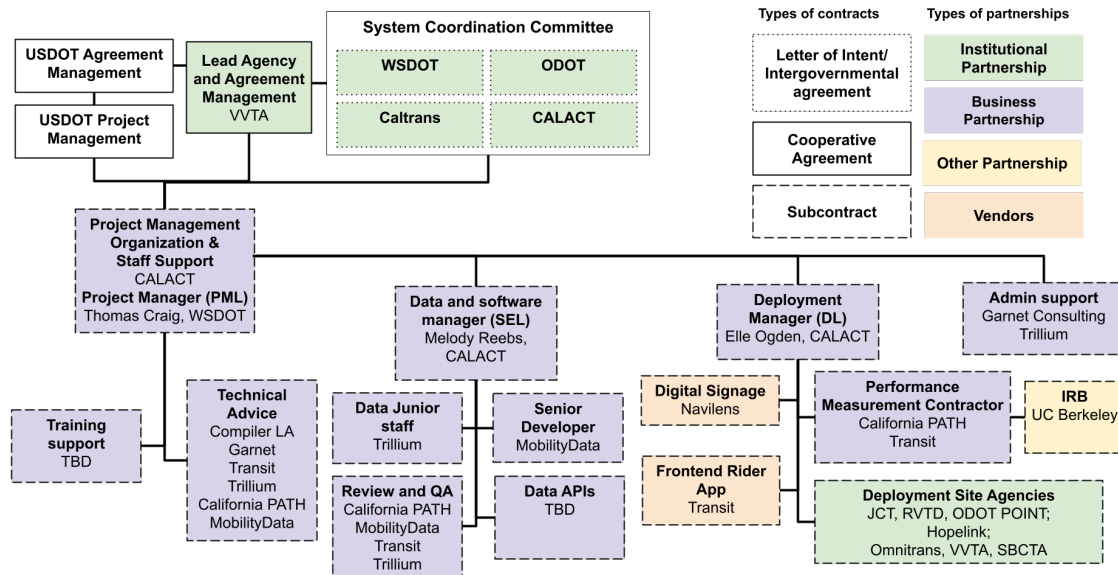 System Coordination Committee
Types of contracts
Types of partnerships
USDOT Agreement
Management
Lead Agency
and Agreement
Management
VVTA
WSDOT
ODOT
Caltrans
CALACT
Letter of Intent/
Intergovernmental
agreement
Institutional
Partnership
USDOT Project
Management
Business
Partnership
Cooperative
Agreement
Other Partnership
Subcontract
Vendors
Project Management
Organization &
Staff Support
CALACT
Project Manager (PML)
Thomas Craig, WSDOT
Data and software
manager (SEL)
Melody Reebs,
CALACT
Deployment
Manager (DL)
Elle Ogden, CALACT
Admin support
Garnet Consulting
Trillium
Training
support
TBD
Technical
Advice
Compiler LA
Garnet
Transit
Trillium
California PATH
MobilityData
Data Junior
staff
Trillium
Senior
Developer
MobilityData
Review and QA
California PATH
MobilityData
Transit
Trillium
Data APIs
TBD
Digital Signage
Navilens
Performance
Measurement Contractor
California PATH
Transit
IRB
UC Berkeley
Frontend Rider
App
Transit
Deployment Site Agencies
JCT, RVTD, ODOT POINT;
Hopelink;
Omnitrans, VVTA, SBCTA